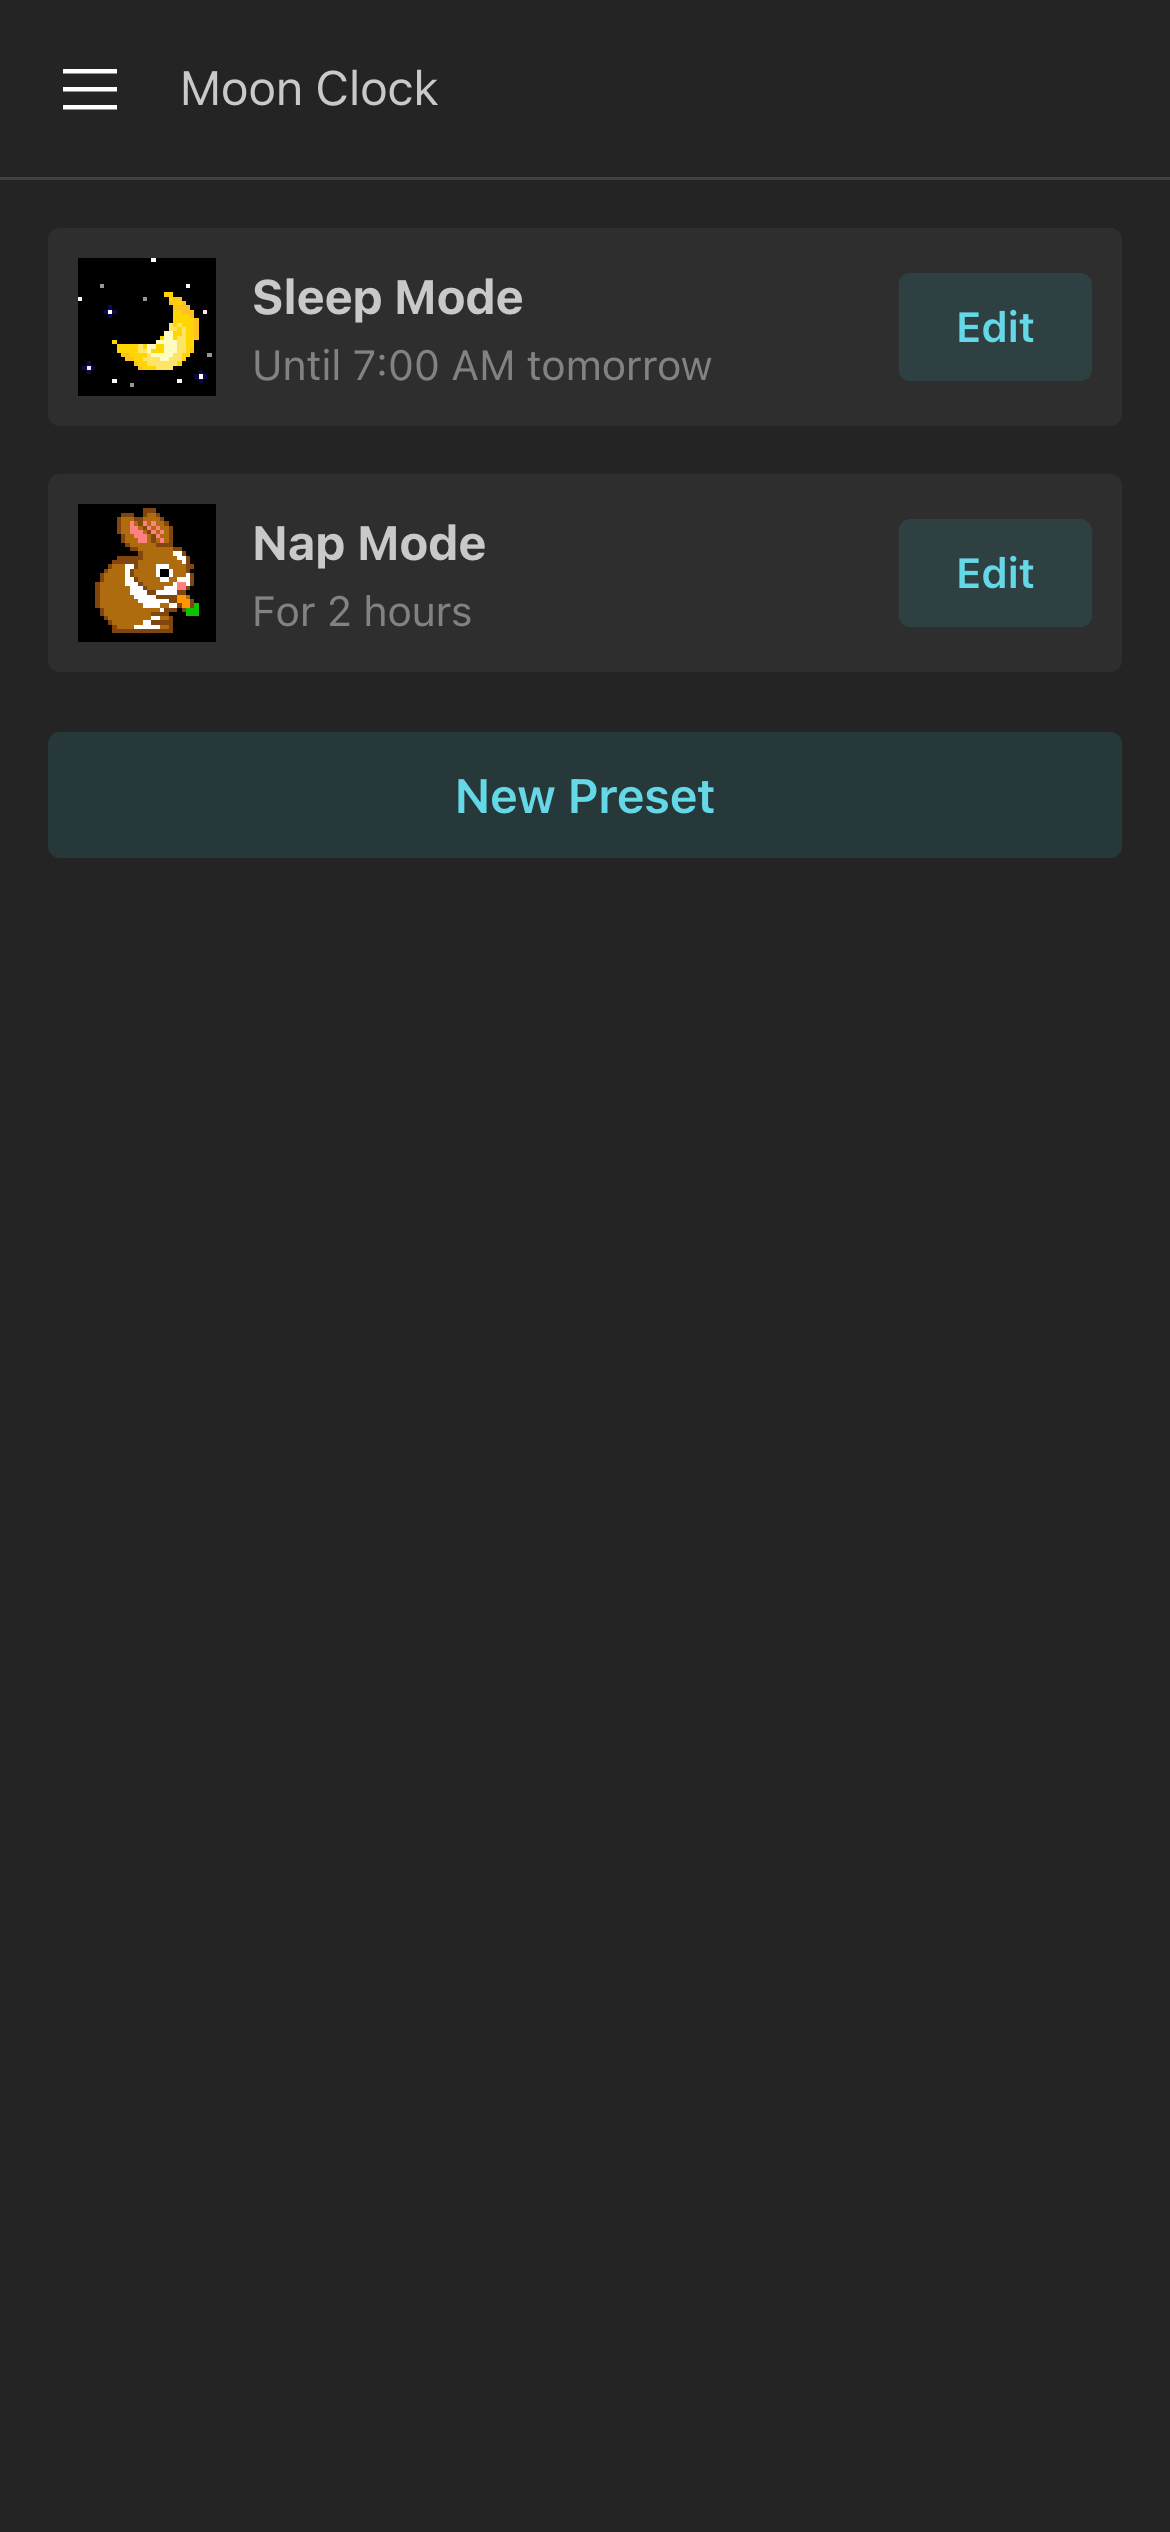 Moon Clock
Sleep Mode
Until 7:00 AM tomorrow
Edit
Nap Mode
For 2 hours
Edit
New Preset